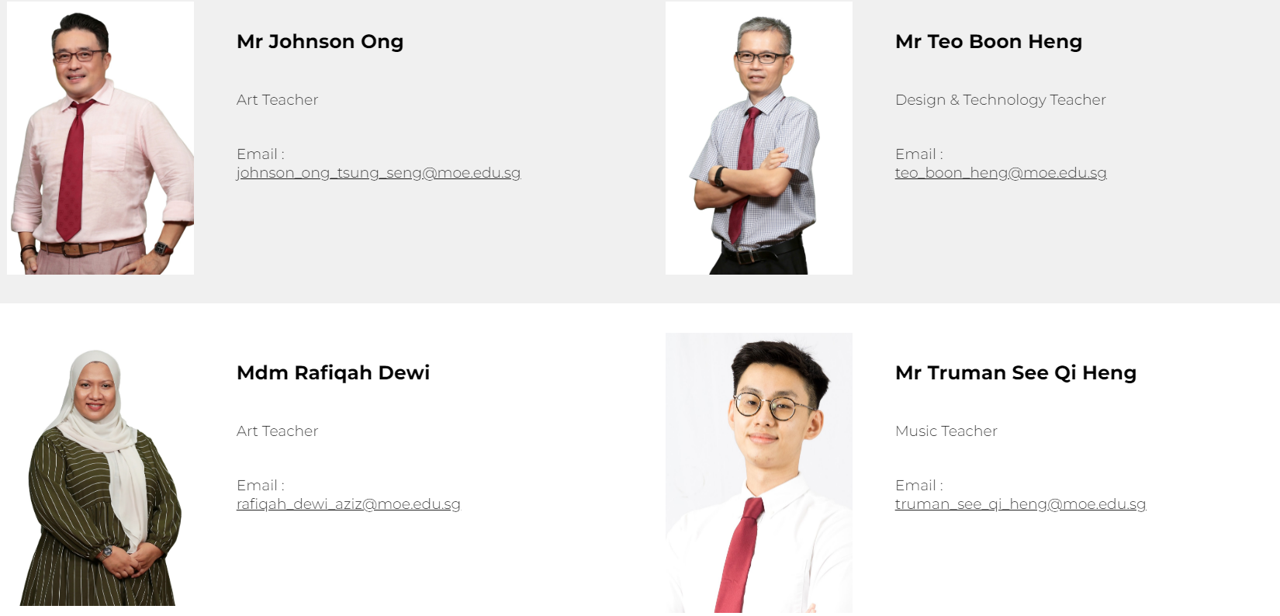 Mr Johnson Ong
Art Teacher
Email :
johnson_ong_tsung_seng@moe.edu.sg
Mr Teo Boon Heng
Design & Technology Teacher
Email :
teo_boon_heng@moe.edu.sg
Mdm Rafiqah Dewi
Art Teacher
Email :
rafiqah_dewi_aziz@moe.edu.sg
Mr Truman See Qi Heng
Music Teacher
Email :
truman_see_qi_heng@moe.edu.sg